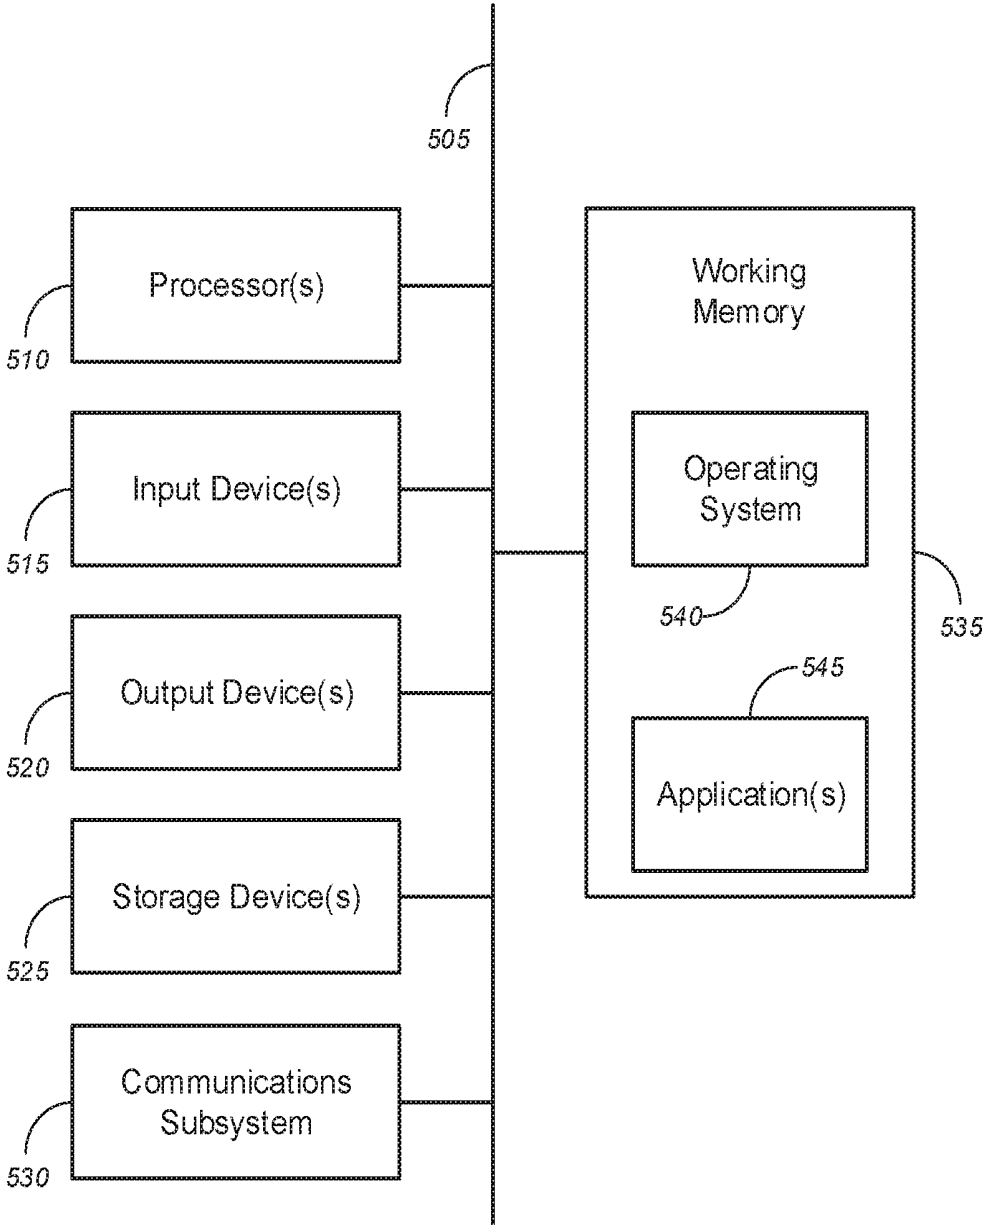 505
Processor(s)
510
Input Device(s)
515
Output Device(s)
520
Storage Device(s)
525
Communications
Subsystem
530
Working
Memory
Operating
System
540
535
545
Application(s)